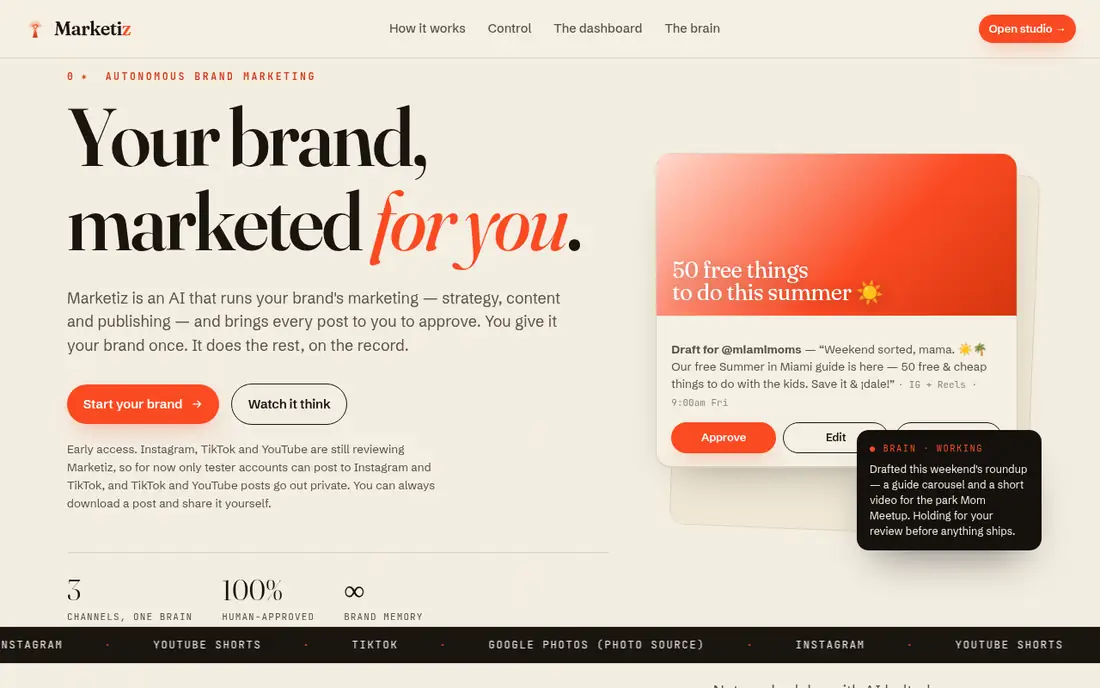 Marketiz
How it works
Control
The dashboard
The brain
Open studio →
0 * AUTONOMOUS BRAND MARKETING
Your brand,
marketed for you.
Marketiz is an AI that runs your brand's marketing — strategy, content
and publishing — and brings every post to you to approve. You give it
your brand once. It does the rest, on the record.
Start your brand →
Watch it think
Early access. Instagram, TikTok and YouTube are still reviewing
Marketiz, so for now only tester accounts can post to Instagram and
TikTok, and TikTok and YouTube posts go out private. You can always
download a post and share it yourself.
3
CHANNELS, ONE BRAIN
100%
HUMAN-APPROVED
∞
BRAND MEMORY
50 free things
to do this summer ☀️
Draft for @miamimoms — “Weekend sorted, mama. ☀️🌴
Our free Summer in Miami guide is here — 50 free & cheap
things to do with the kids. Save it & ¡dale!” · IG + Reels ·
9:00am Fri
Approve
Edit
● BRAIN · WORKING
Drafted this weekend's roundup
— a guide carousel and a short
video for the park Mom
Meetup. Holding for your
review before anything ships.
NSTAGRAM · YOUTUBE SHORTS · TIKTOK · GOOGLE PHOTOS (PHOTO SOURCE) · INSTAGRAM · YOUTUBE SHORTS